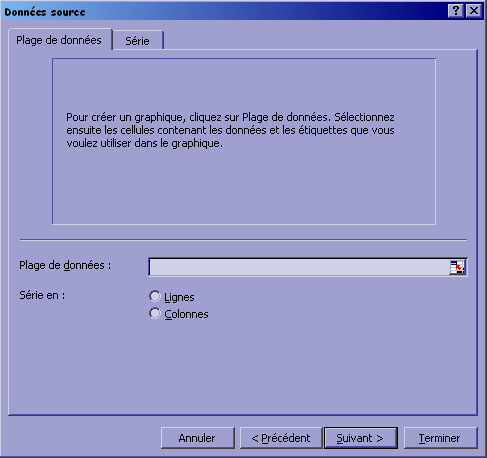 Données source
Plage de données
Série
Pour créer un graphique, cliquez sur Plage de données. Sélectionnez
ensuite les cellules contenant les données et les étiquettes que vous
voulez utiliser dans le graphique.
Plage de données :
Série en :
Lignes
Colonnes
Annuler
< Précédent
Suivant >
Terminer